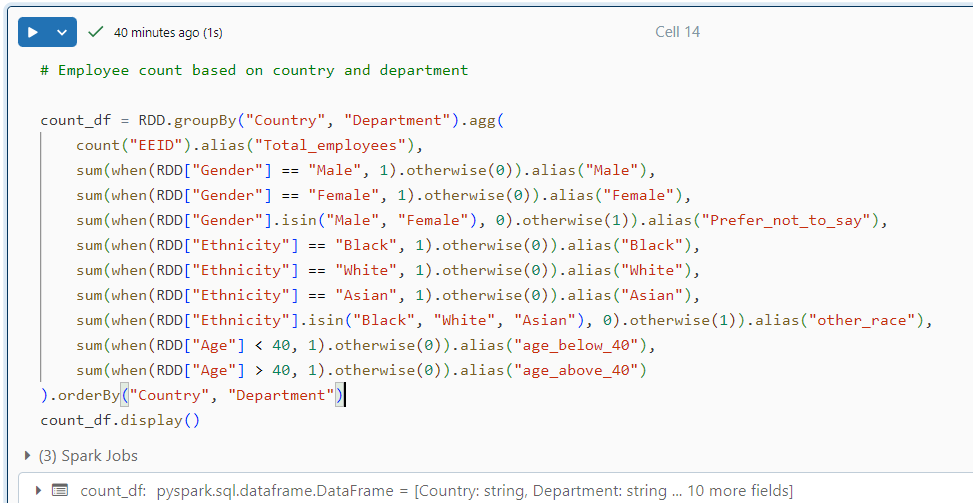 40 minutes ago (1s)
Cell 14
# Employee count based on country and department
count_df = RDD.groupBy("Country", "Department").agg(
count("EEID").alias("Total_employees"),
sum(when(RDD["Gender"] == "Male", 1).otherwise(0)).alias("Male"),
sum(when(RDD["Gender"] == "Female", 1).otherwise(0)).alias("Female"),
sum(when(RDD["Gender"].isin("Male", "Female"), 0).otherwise(1)).alias("Prefer_not_to_say"),
sum(when(RDD["Ethnicity"] == "Black", 1).otherwise(0)).alias("Black"),
sum(when(RDD["Ethnicity"] == "White", 1).otherwise(0)).alias("White"),
sum(when(RDD["Ethnicity"] == "Asian", 1).otherwise(0)).alias("Asian"),
sum(when(RDD["Ethnicity"].isin("Black", "White", "Asian"), 0).otherwise(1)).alias("other_race"),
sum(when(RDD["Age"] < 40, 1).otherwise(0)).alias("age_below_40"),
sum(when(RDD["Age"] > 40, 1).otherwise(0)).alias("age_above_40")
).orderBy("Country", "Department")
count_df.display()
(3) Spark Jobs
count_df: pyspark.sql.dataframe.DataFrame = [Country: string, Department: string ... 10 more fields]